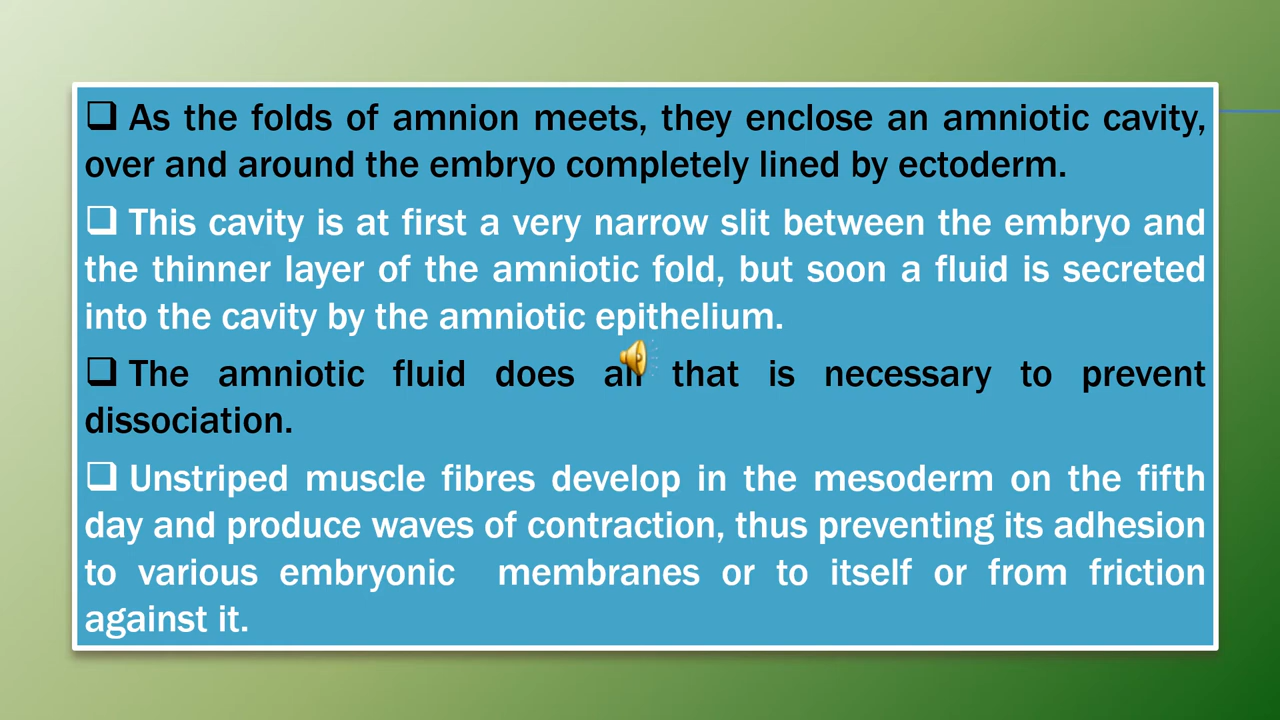 ❑ As the folds of amnion meets, they enclose an amniotic cavity,
over and around the embryo completely lined by ectoderm.
❑ This cavity is at first a very narrow slit between the embryo and
the thinner layer of the amniotic fold, but soon a fluid is secreted
into the cavity by the amniotic epithelium.
❑ The amniotic fluid does all that is necessary to prevent
dissociation.
❑ Unstriped muscle fibres develop in the mesoderm on the fifth
day and produce waves of contraction, thus preventing its adhesion
to various embryonic membranes or to itself or from friction
against it.